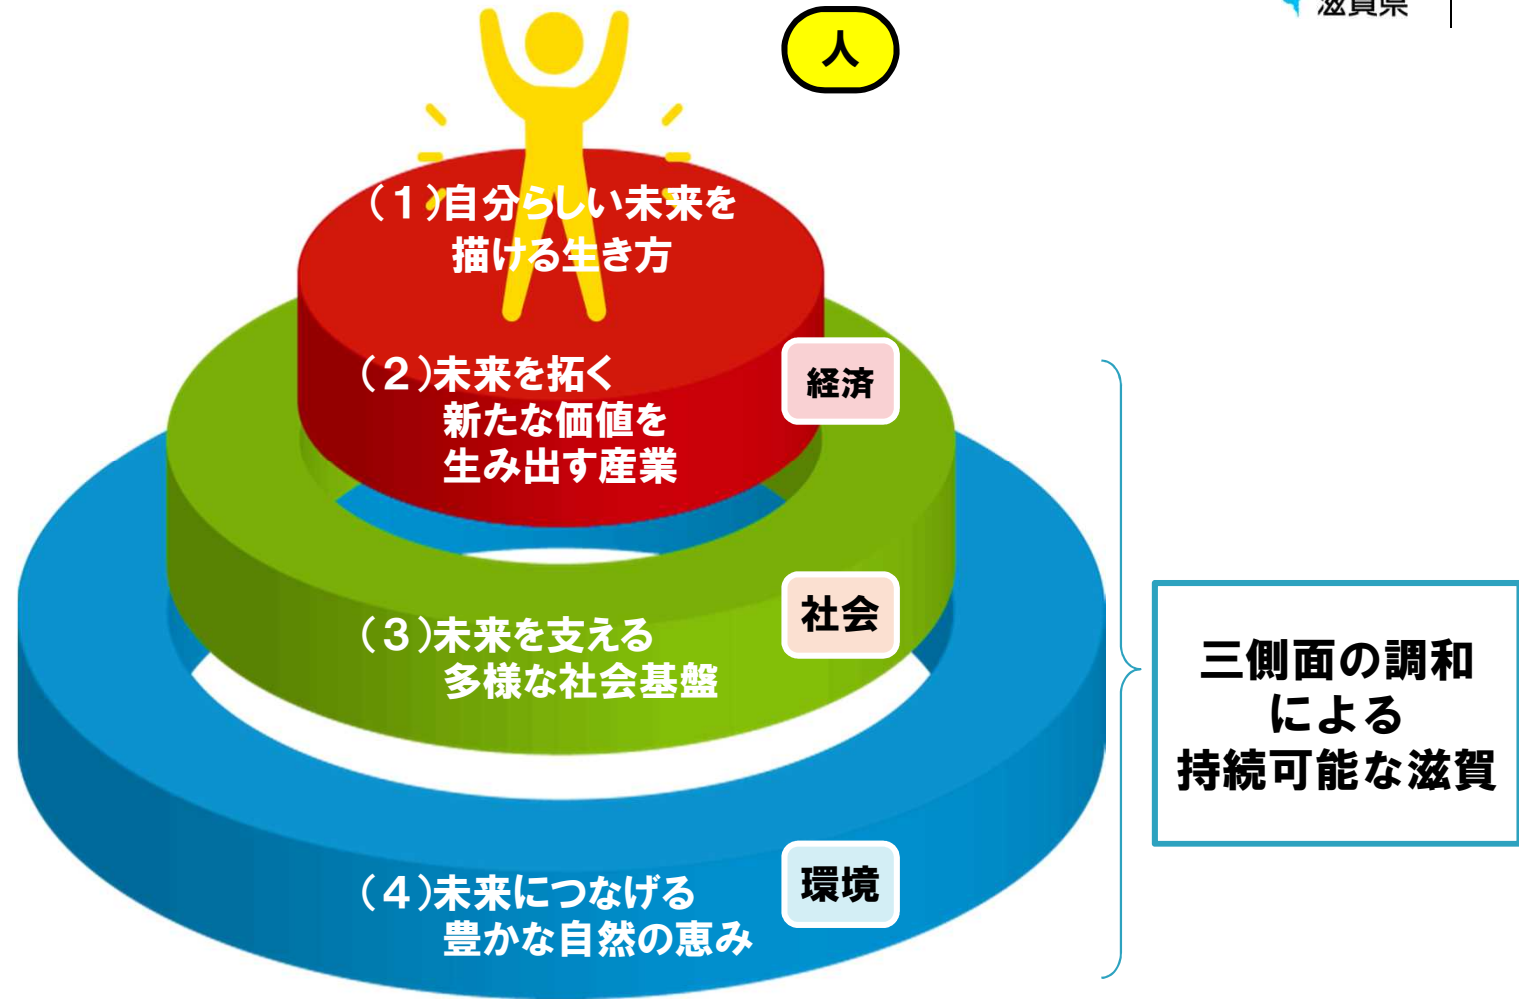 滋賀県
人
（１）自分らしい未来を
描ける生き方
（２）未来を拓く
新たな価値を
生み出す産業
経済
（３）未来を支える
多様な社会基盤
社会
（４）未来につなげる
豊かな自然の恵み
環境
三側面の調和
による
持続可能な滋賀